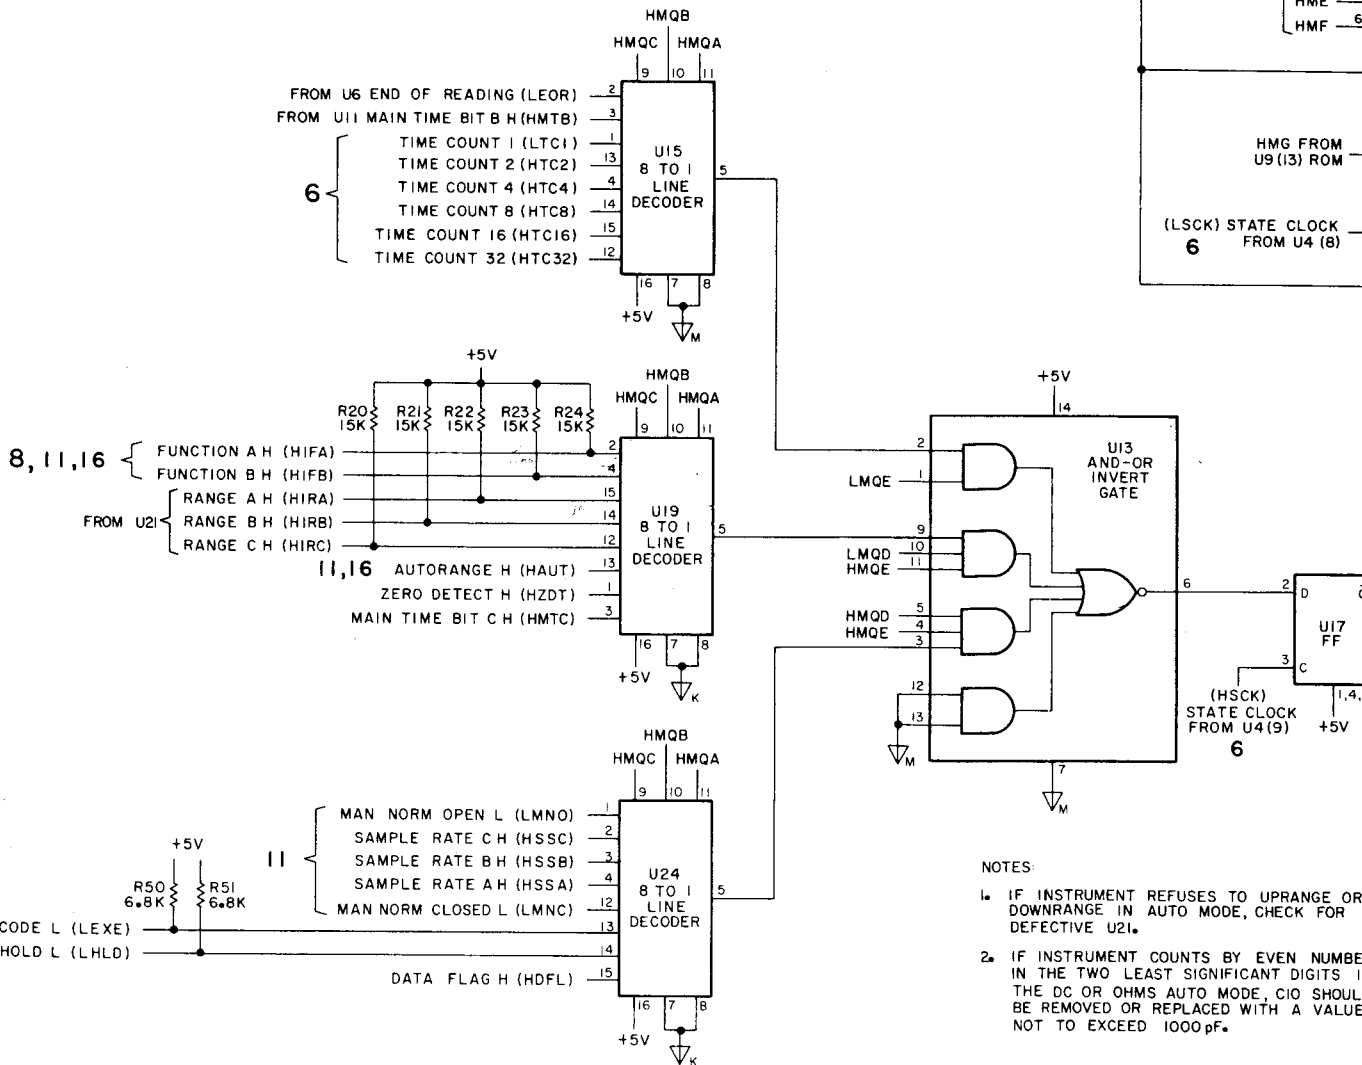 HMQB
HMQC HMQA
9 10 11
FROM U6 END OF READING (LEOR) 2
FROM U11 MAIN TIME BIT B H (HMTB) 3
TIME COUNT 1 (LTC1) 1
TIME COUNT 2 (HTC2) 13
6 TIME COUNT 4 (HTC4) 4
TIME COUNT 8 (HTC8) 14
TIME COUNT 16 (HTC16) 15
TIME COUNT 32 (HTC32) 12
U15
8 TO 1
LINE
DECODER
5
16 7 8
+5V
M
HME
HMF 6
HMG FROM
U9 (13) ROM
(LSCK) STATE CLOCK
6 FROM U4 (8)
+5V
R20 R21 R22 R23 R24
15K 15K 15K 15K 15K
HMQB
HMQC HMQA
9 10 11
8, 11, 16
FUNCTION A H (HIFA) 2
FUNCTION B H (HIFB) 4
FROM U21
RANGE A H (HIRA) 15
RANGE B H (HIRB) 14
RANGE C H (HIRC) 12
11,16
AUTORANGE H (HAUT) 13
ZERO DETECT H (HZDT) 1
MAIN TIME BIT C H (HMTC) 3
U19
8 TO 1
LINE
DECODER
5
16 7 8
+5V
K
+5V
14
U13
AND-OR
INVERT
GATE
2
LMQE 1
9
LMQD 10
HMQE 11
HMQD 5
HMQE 4
3
12
13
M
7
M
6
2 D
U17
FF
3 C
1,4,
+5V
(HSCK)
STATE CLOCK
FROM U4 (9)
6
HMQB
HMQC HMQA
9 10 11
MAN NORM OPEN L (LMNO) 1
SAMPLE RATE C H (HSSC) 2
11 SAMPLE RATE B H (HSSB) 3
SAMPLE RATE A H (HSSA) 4
MAN NORM CLOSED L (LMNC) 12
+5V
R50 R51
6.8K 6.8K
CODE L (LEXE) 13
HOLD L (LHLD) 14
DATA FLAG H (HDFL) 15
U24
8 TO 1
LINE
DECODER
5
16 7 8
+5V
K
NOTES:
1. IF INSTRUMENT REFUSES TO UPRANGE OR
DOWNRANGE IN AUTO MODE, CHECK FOR
DEFECTIVE U21.
2. IF INSTRUMENT COUNTS BY EVEN NUMBE
IN THE TWO LEAST SIGNIFICANT DIGITS I
THE DC OR OHMS AUTO MODE, C10 SHOUL
BE REMOVED OR REPLACED WITH A VALUE
NOT TO EXCEED 1000 pF.